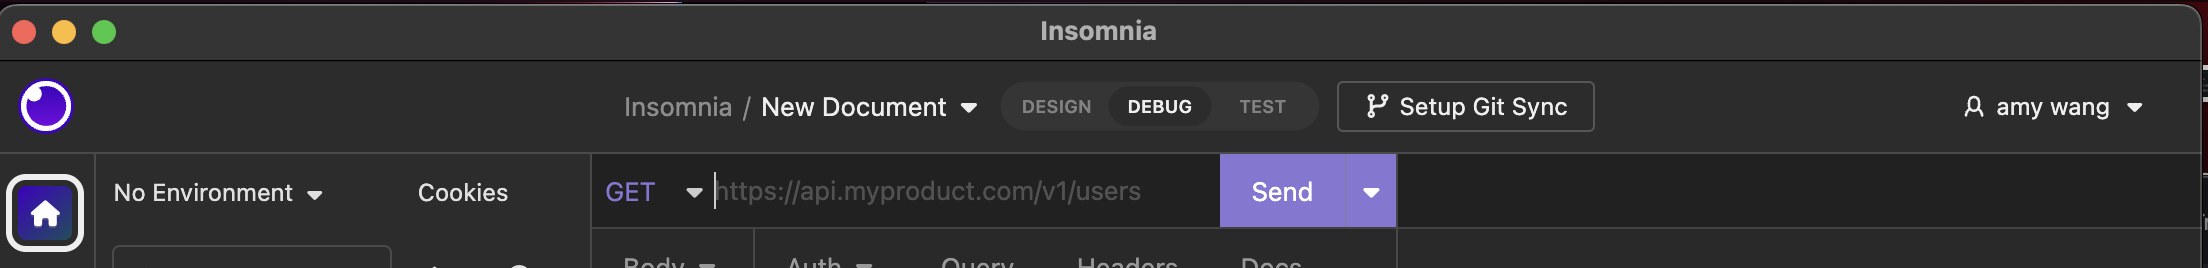 Insomnia
Insomnia / New Document DESIGN DEBUG TEST Setup Git Sync amy wang
No Environment Cookies GET https://api.myproduct.com/v1/users Send
Body Auth Query Headers Docs